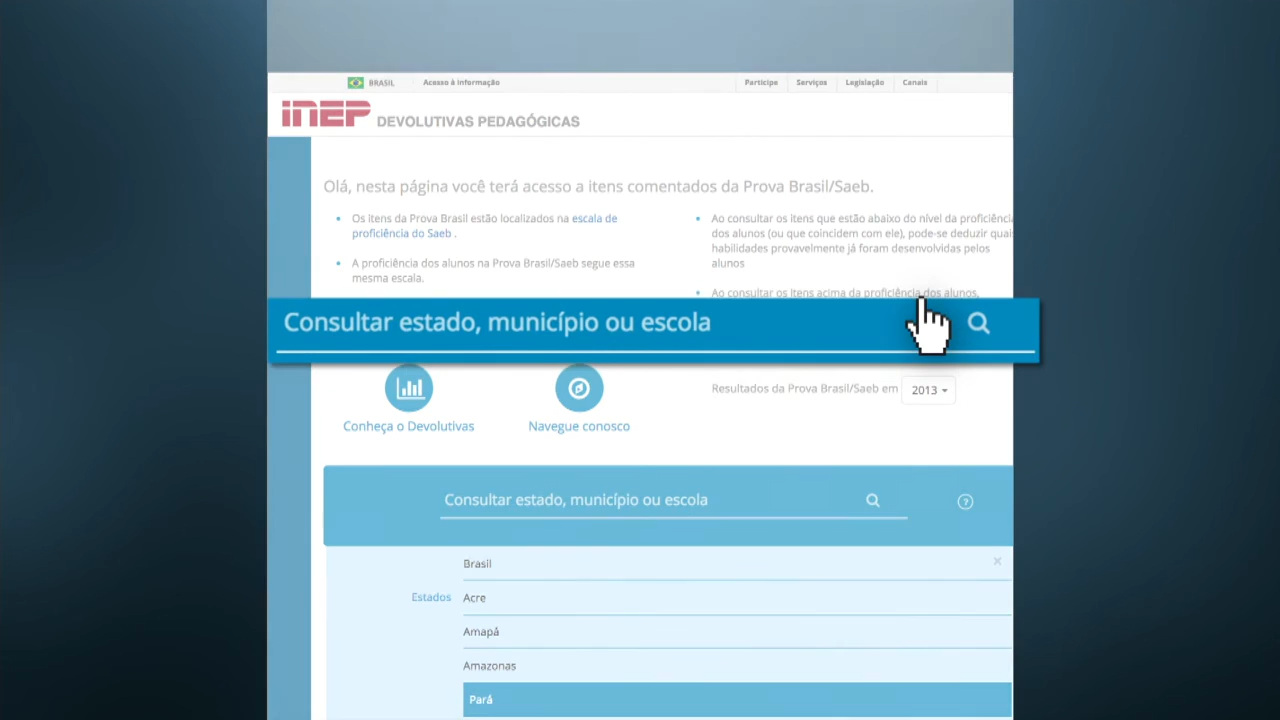 BRASIL
Acesso à informação
Participe
Serviços
Legislação
Canais
INEP DEVOLUTIVAS PEDAGÓGICAS
Olá, nesta página você terá acesso a itens comentados da Prova Brasil/Saeb.
Os itens da Prova Brasil estão localizados na escala de
proficiência do Saeb .
A proficiência dos alunos na Prova Brasil/Saeb segue essa
mesma escala.
Ao consultar os itens que estão abaixo do nível da proficiência
dos alunos (ou que coincidem com ele), pode-se deduzir quais
habilidades provavelmente já foram desenvolvidas pelos
alunos
Ao consultar os itens acima da proficiência dos alunos,
Consultar estado, município ou escola
Conheça o Devolutivas
Navegue conosco
Resultados da Prova Brasil/Saeb em 2013
Consultar estado, município ou escola
?
Brasil
Estados
Acre
Amapá
Amazonas
Pará